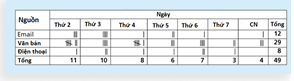 Nguồn Ngày
Thứ 2 Thứ 3 Thứ 4 Thứ 5 Thứ 6 Thứ 7 CN Tổng
Email 12
Văn bản 29
Điện thoại 8
Tổng 11 10 8 6 7 3 4 49